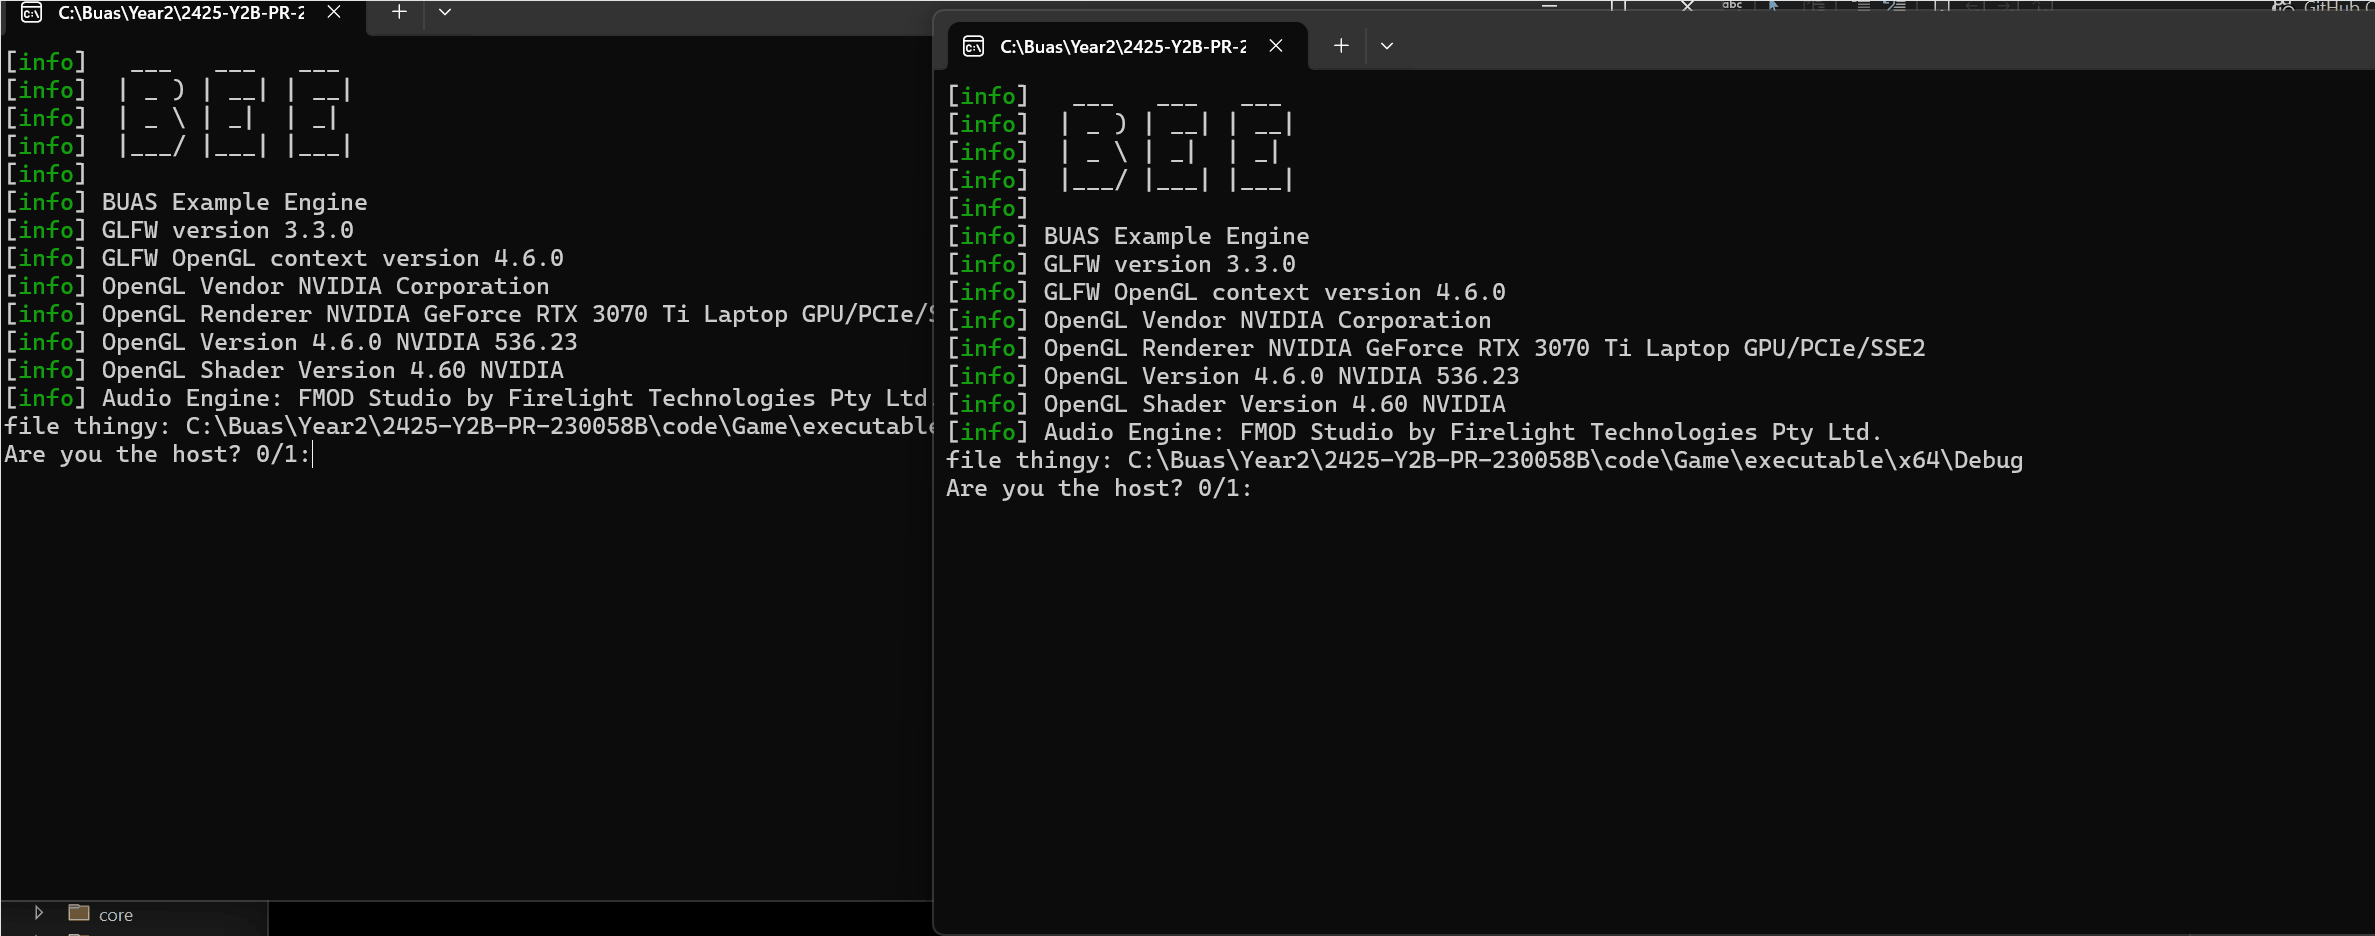 C:\Buas\Year2\2425-Y2B-PR-2
[info]   ___   ___   ___
[info]  | _ ) | __| | __|
[info]  | _ \ | _|  | _|
[info]  |___/ |___| |___|
[info]
[info] BUAS Example Engine
[info] GLFW version 3.3.0
[info] GLFW OpenGL context version 4.6.0
[info] OpenGL Vendor NVIDIA Corporation
[info] OpenGL Renderer NVIDIA GeForce RTX 3070 Ti Laptop GPU/PCIe/S
[info] OpenGL Version 4.6.0 NVIDIA 536.23
[info] OpenGL Shader Version 4.60 NVIDIA
[info] Audio Engine: FMOD Studio by Firelight Technologies Pty Ltd
file thingy: C:\Buas\Year2\2425-Y2B-PR-230058B\code\Game\executable
Are you the host? 0/1:
core
abc
GitHub
C:\Buas\Year2\2425-Y2B-PR-2
[info]   ___   ___   ___
[info]  | _ ) | __| | __|
[info]  | _ \ | _|  | _|
[info]  |___/ |___| |___|
[info]
[info] BUAS Example Engine
[info] GLFW version 3.3.0
[info] GLFW OpenGL context version 4.6.0
[info] OpenGL Vendor NVIDIA Corporation
[info] OpenGL Renderer NVIDIA GeForce RTX 3070 Ti Laptop GPU/PCIe/SSE2
[info] OpenGL Version 4.6.0 NVIDIA 536.23
[info] OpenGL Shader Version 4.60 NVIDIA
[info] Audio Engine: FMOD Studio by Firelight Technologies Pty Ltd.
file thingy: C:\Buas\Year2\2425-Y2B-PR-230058B\code\Game\executable\x64\Debug
Are you the host? 0/1: